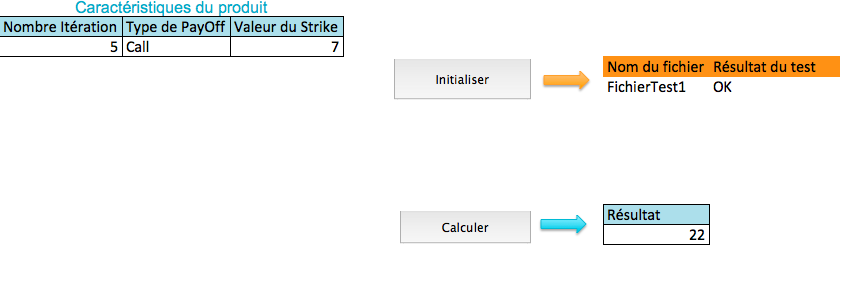 Caractéristiques du produit
Nombre Itération Type de PayOff Valeur du Strike
5 Call 7
Initialiser
Nom du fichier Résultat du test
FichierTest1 OK
Calculer
Résultat
22